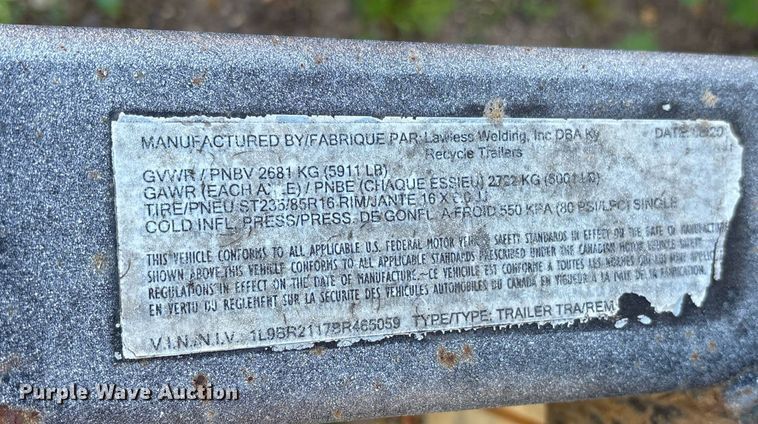 MANUFACTURED BY/FABRIQUE PAR: Lawless Welding, Inc DBA Ky
Recycle Trailers
DATE:
GVWR / PNBV 2681 KG (5911 LB)
GAWR (EACH / PNBE (CHAQUE ESSIEU)
TIRE/PNEU ST235/85R16 RIM/JANTE 16 X
COLD INFL. PRESS/PRESS. DE GONFL. A FROID 550 KPA (80 PSI/LPC) SINGLE
THIS VEHICLE CONFORMS TO ALL APPLICABLE U.S. FEDERAL MOTOR VEHICLE SAFETY STANDARDS IN EFFECT ON THE DATE OF MANUFACTURE
SHOWN ABOVE THIS VEHICLE CONFORMS TO ALL APPLICABLE STANDARDS PRESCRIBED UNDER THE CANADIAN MOTOR VEHICLE SAFETY
REGULATIONS IN EFFECT ON THE DATE OF MANUFACTURE.-CE VEHICULE EST CONFORME A TOUTES LES NORMES QUI LUI SONT APPLICABLES
EN VERTU DU REGLEMENT SUR LA SECURITE DES VEHICULES AUTOMOBILES DU CANADA EN VIGUEUR A LA DATE DE SA FABRICATION.
V.I.N./N.I.V. TYPE/TYPE: TRAILER TRA/REM
Purple Wave Auction